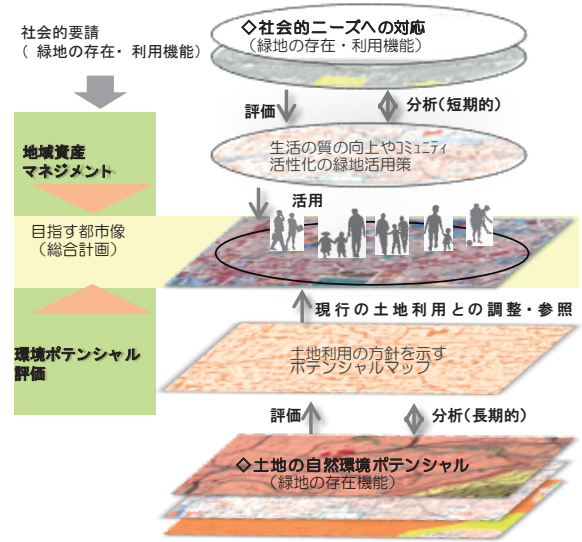 社会的要請
（ 緑地の存在・ 利用機能）
◇社会的ニーズへの対応
（緑地の存在・利用機能）
評価
分析（短期的）
地域資産
マネジメント
生活の質の向上やｺﾐｭﾆﾃｨ
活性化の緑地活用策
活用
目指す都市像
（総合計画）
現行の土地利用との調整・参照
環境ポテンシャル
評価
土地利用の方針を示す
ポテンシャルマップ
評価
分析（長期的）
◇土地の自然環境ポテンシャル
（緑地の存在機能）